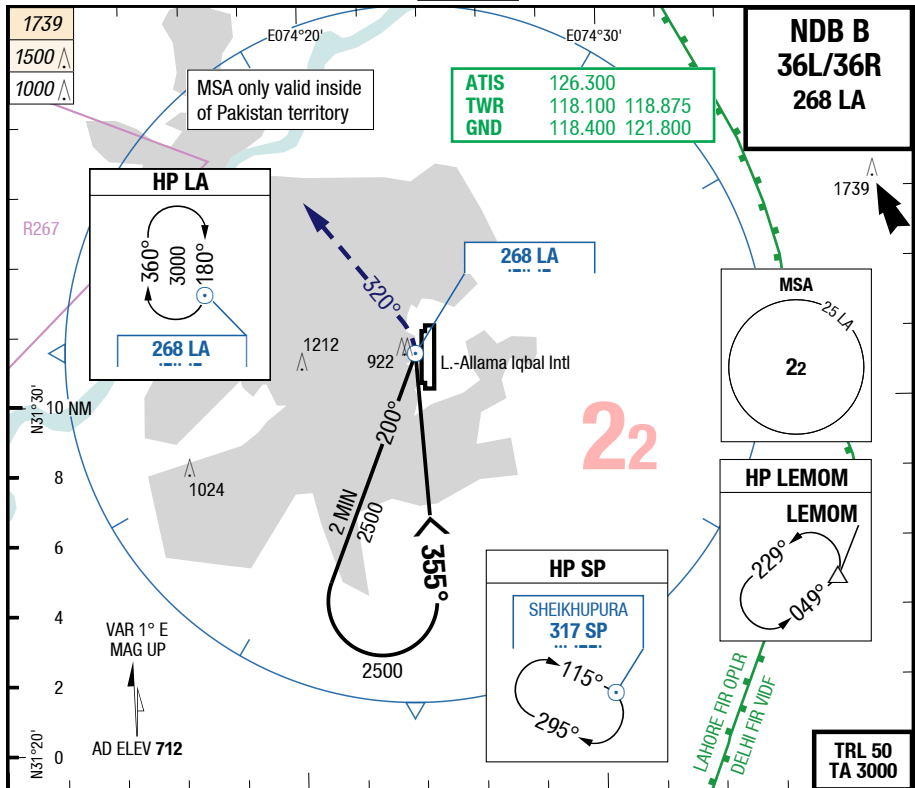 1739
1500
1000
E074°20'
E074°30'
MSA only valid inside
of Pakistan territory
ATIS 126.300
TWR 118.100 118.875
GND 118.400 121.800
NDB B
36L/36R
268 LA
1739
R267
HP LA
360°
3000
180°
268 LA
268 LA
320°
1212
922
L.-Allama Iqbal Intl
MSA
25 LA
22
22
N31°30'
10 NM
8
6
4
2
0
N31°20'
1024
200°
2 MIN
2500
355°
2500
HP LEMOM
LEMOM
229°
049°
HP SP
SHEIKHUPURA
317 SP
115°
295°
VAR 1° E
MAG UP
AD ELEV 712
LAHORE FIR OPLR
DELHI FIR VIDF
TRL 50
TA 3000